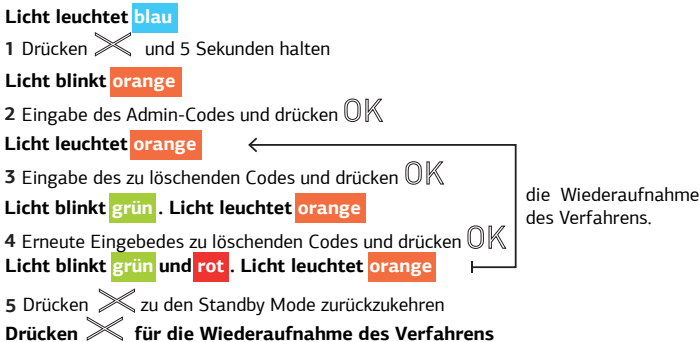 Licht leuchtet blau
1 Drücken und 5 Sekunden halten
Licht blinkt orange
2 Eingabe des Admin-Codes und drücken OK
Licht leuchtet orange
3 Eingabe des zu löschenden Codes und drücken OK
Licht blinkt grün . Licht leuchtet orange
4 Erneute Eingebedes zu löschenden Codes und drücken OK
Licht blinkt grün und rot . Licht leuchtet orange
die Wiederaufnahme
des Verfahrens.
5 Drücken zu den Standby Mode zurückzukehren
Drücken für die Wiederaufnahme des Verfahrens